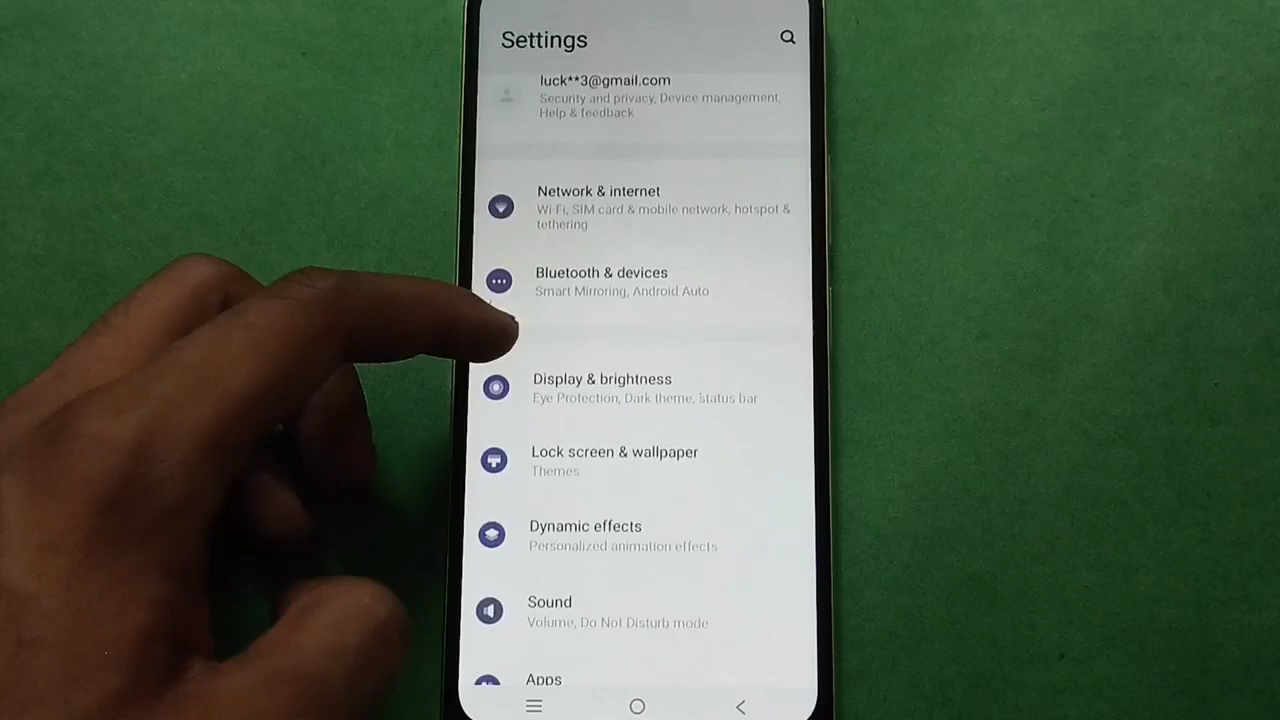 Settings
luck**3@gmail.com
Security and privacy, Device management,
Help & feedback
Network & internet
Wi-Fi, SIM card & mobile network, hotspot &
tethering
Bluetooth & devices
Smart Mirroring, Android Auto
Display & brightness
Eye Protection, Dark theme, status bar
Lock screen & wallpaper
Themes
Dynamic effects
Personalized animation effects
Sound
Volume, Do Not Disturb mode
Apps